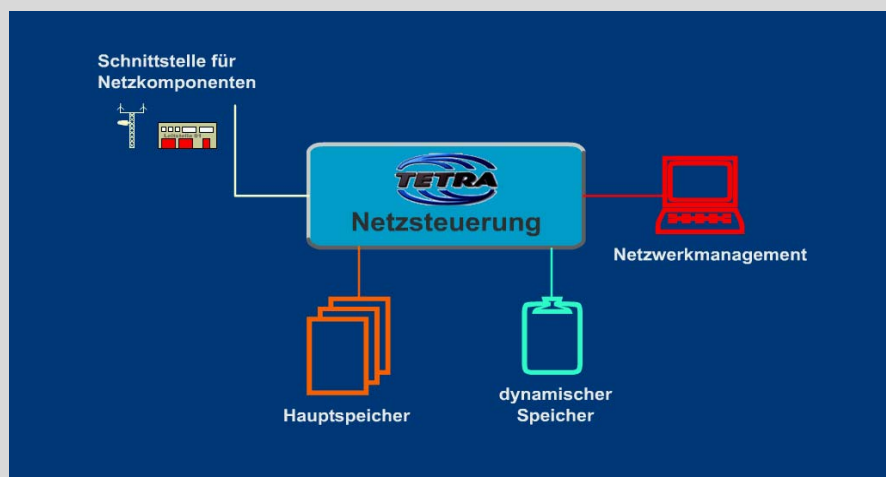 Schnittstelle für
Netzkomponenten
TETRA
Netzsteuerung
Netzwerkmanagement
Hauptspeicher
dynamischer
Speicher